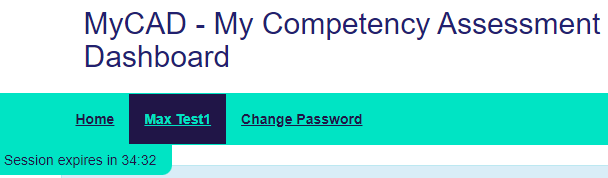 MyCAD - My Competency Assessment
Dashboard
Home Max Test1 Change Password
Session expires in 34:32